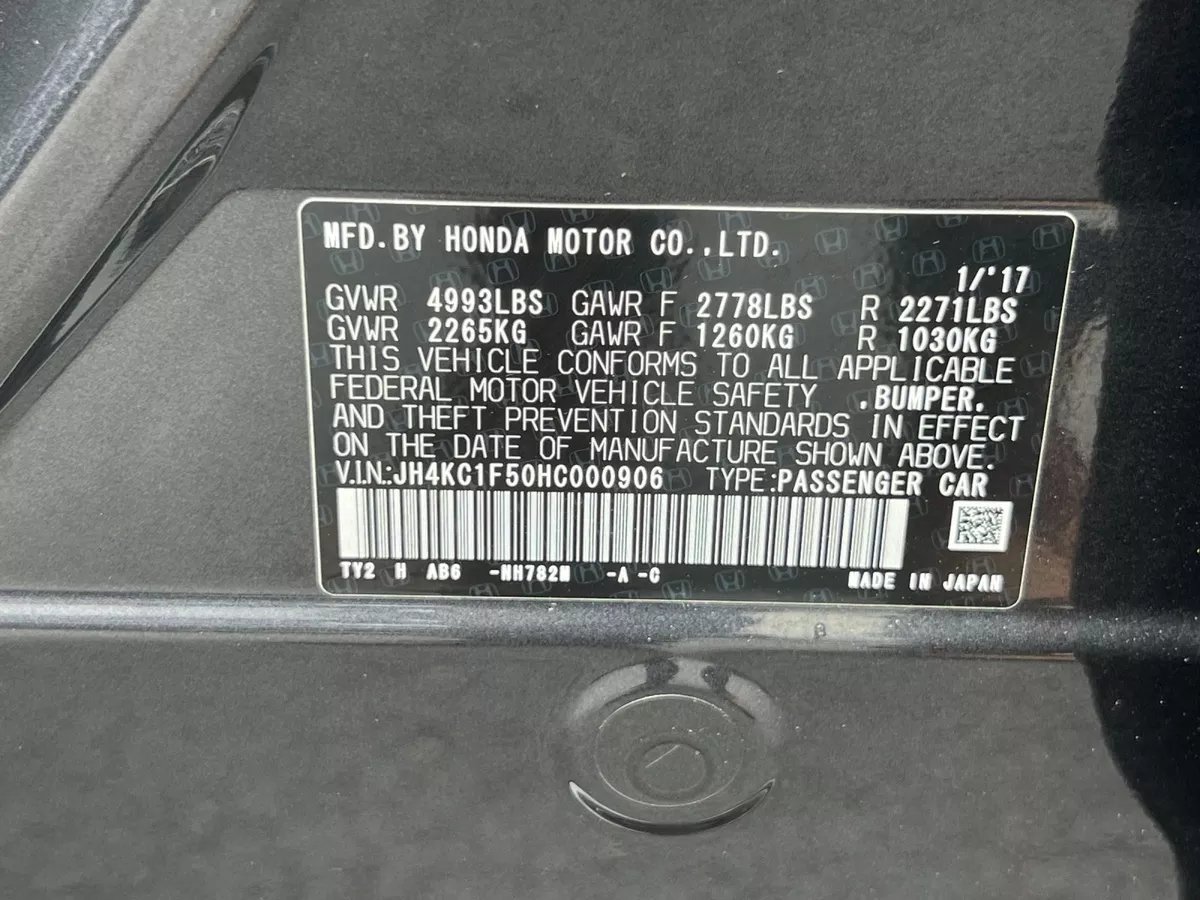 MFD.BY HONDA MOTOR CO.,LTD.
1/'17
GVWR 4993LBS GAWR F 2778LBS R 2271LBS
GVWR 2265KG GAWR F 1260KG R 1030KG
THIS VEHICLE CONFORMS TO ALL APPLICABLE
FEDERAL MOTOR VEHICLE SAFETY .BUMPER.
AND THEFT PREVENTION STANDARDS IN EFFECT
ON THE DATE OF MANUFACTURE SHOWN ABOVE.
V.I.N.:JH4KC1F50HC000906 TYPE:PASSENGER CAR
TY2 H AB6 -NH782M -A -C MADE IN JAPAN